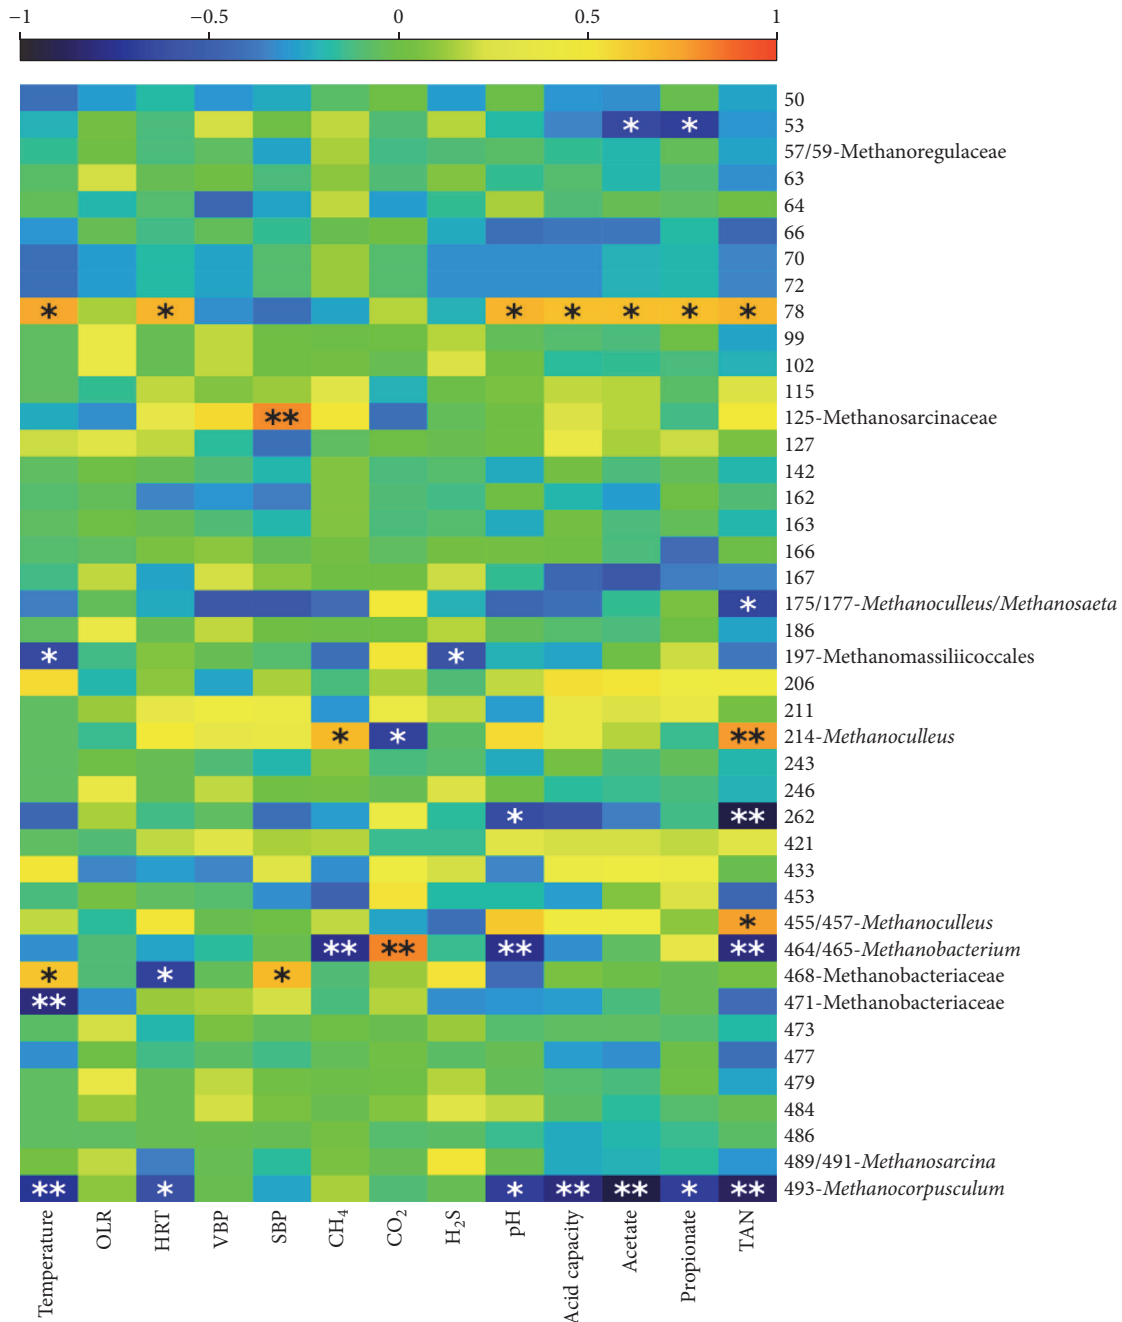 −1 −0.5 0 0.5 1
50
53 * *
57/59-Methanoregulaceae
63
64
66
70
72
78 * * * * * * *
99
102
115
125-Methanosarcinaceae **
127
142
162
163
166
167
175/177-Methanoculleus/Methanosaeta *
186
197-Methanomassiliicoccales * *
206
211
214-Methanoculleus * * **
243
246
262 * **
421
433
453
455/457-Methanoculleus *
464/465-Methanobacterium ** ** ** **
468-Methanobacteriaceae * * *
471-Methanobacteriaceae **
473
477
479
484
486
489/491-Methanosarcina
493-Methanocorpusculum ** * * ** ** * **
Temperature
OLR
HRT
VBP
SBP
CH₄
CO₂
H₂S
pH
Acid capacity
Acetate
Propionate
TAN